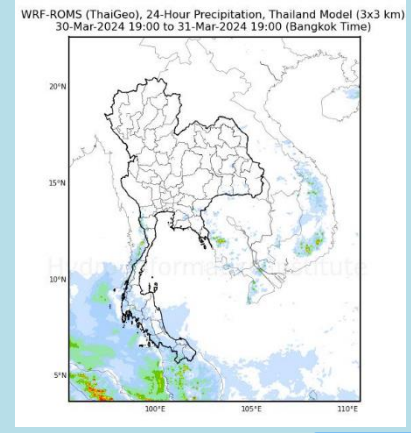 WRF-ROMS (ThaiGeo), 24-Hour Precipitation, Thailand Model (3x3 km)
30-Mar-2024 19:00 to 31-Mar-2024 19:00 (Bangkok Time)
20°N
15°N
10°N
5°N
100°E
105°E
110°E